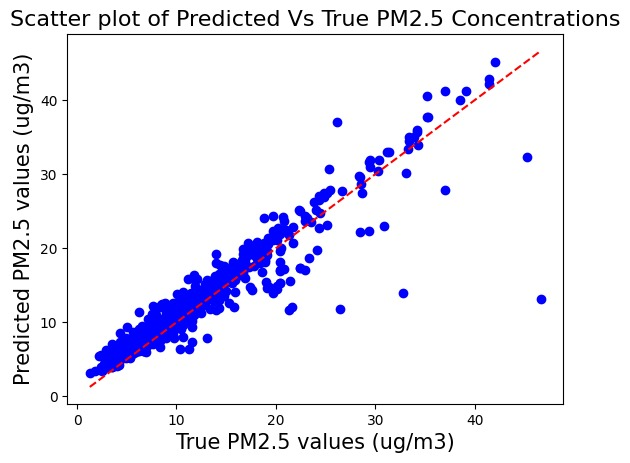 Scatter plot of Predicted Vs True PM2.5 Concentrations
Predicted PM2.5 values (ug/m3)
40
30
20
10
0
0 10 20 30 40
True PM2.5 values (ug/m3)